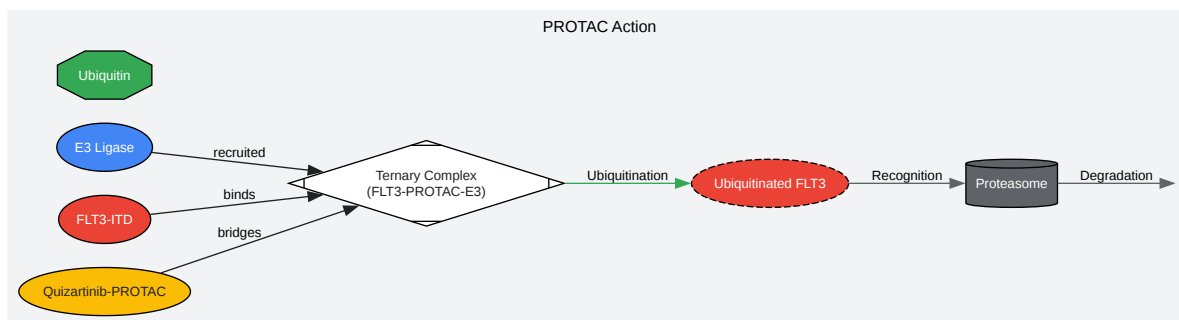 PROTAC Action
Ubiquitin
E3 Ligase
recruited
FLT3-ITD
binds
Quizartinib-PROTAC
bridges
Ternary Complex
(FLT3-PROTAC-E3)
Ubiquitination
Ubiquitinated FLT3
Recognition
Proteasome
Degradation